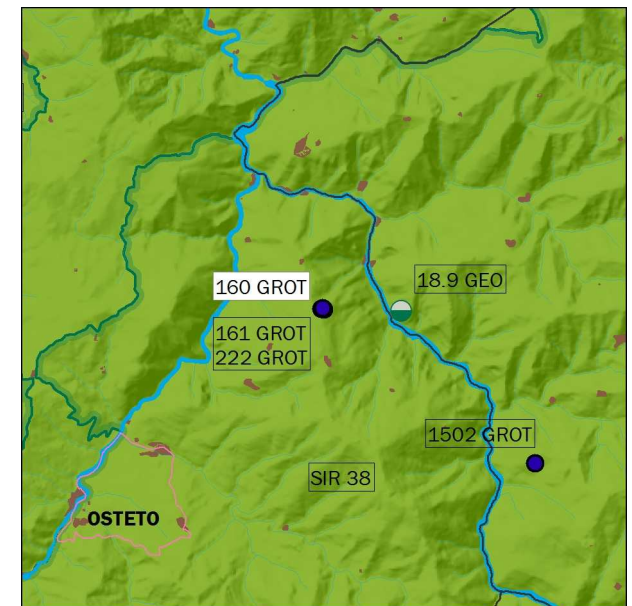 18.9 GEO
160 GROT
161 GROT
222 GROT
1502 GROT
SIR 38
OSTETO